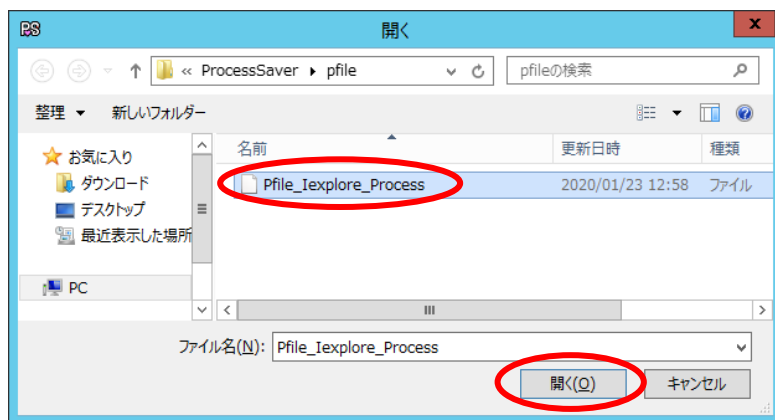 PS 開く x
« ProcessSaver pfile pfileの検索
整理 新しいフォルダー
名前 更新日時 種類
お気に入り
ダウンロード
デスクトップ
最近表示した場所
PC
Pfile_Iexplore_Process 2020/01/23 12:58 ファイル
ファイル名(N): Pfile_Iexplore_Process
開く(O) キャンセル